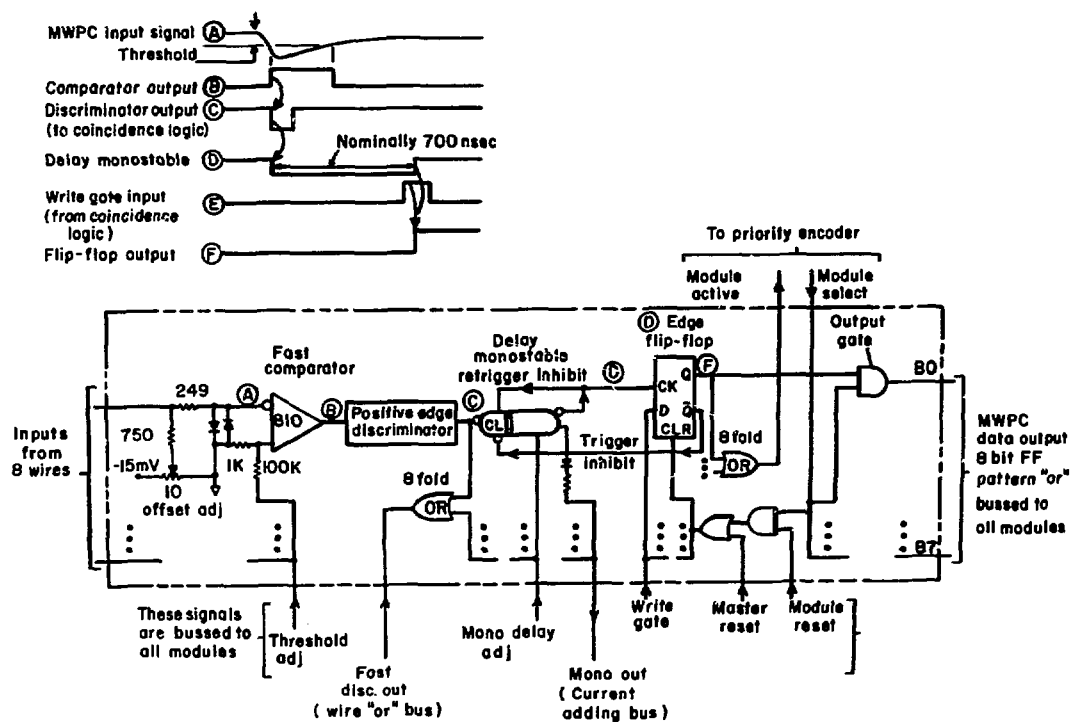 MWPC input signal A
Threshold
Comparator output B
Discriminator output C
(to coincidence logic)
Nominally 700 nsec
Delay monostable D
Write gate input E
(from coincidence
logic)
Flip-flop output F
To priority encoder
Module
active
Module
select
Output
gate
Fast
comparator
Delay
monostable
retrigger inhibit
D Edge
flip-flop
249
A
B
C
D
F
CK
Q
D
Q̄
CLR
CL
810
Positive edge
discriminator
Trigger
inhibit
750
1K
100K
-15mV
10
offset adj
Inputs
from
8 wires
8 fold
OR
8 fold
OR
80
MWPC
data output
8 bit FF
pattern "or"
bussed to
all modules
87
These signals
are bussed to
all modules
Threshold
adj
Fast
disc. out
(wire "or" bus)
Mono delay
adj
Mono out
(Current
adding bus)
Write
gate
Master
reset
Module
reset